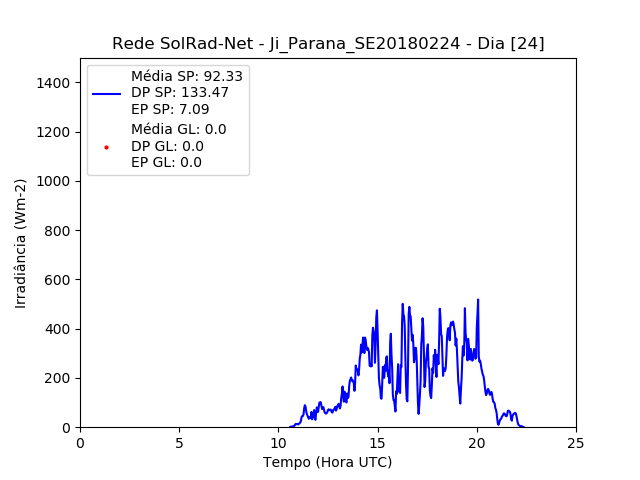 Rede SolRad-Net - Ji_Parana_SE20180224 - Dia [24]
Média SP: 92.33
DP SP: 133.47
EP SP: 7.09
Média GL: 0.0
DP GL: 0.0
EP GL: 0.0
1400
1200
1000
800
600
400
200
0
Irradiância (Wm-2)
0 5 10 15 20 25
Tempo (Hora UTC)